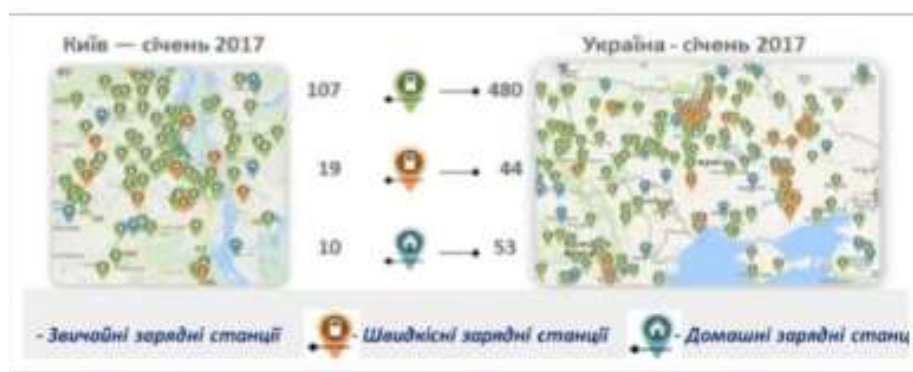 Київ — січень 2017
Україна - січень 2017
107 480
19 44
10 53
- Звичайні зарядні станції - Швидкісні зарядні станції - Домашні зарядні станц